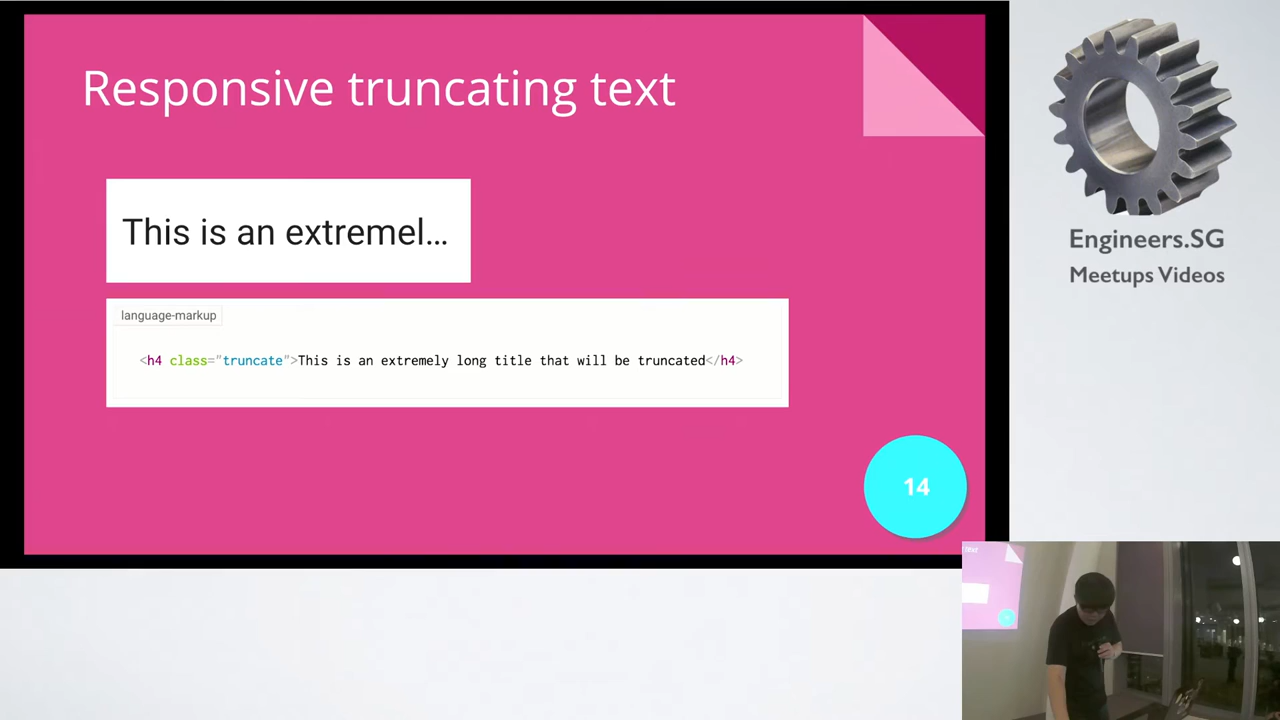 Responsive truncating text
This is an extremel...
language-markup
<h4 class="truncate">This is an extremely long title that will be truncated</h4>
14
Engineers.SG
Meetups Videos
text